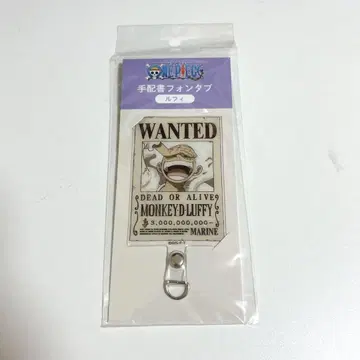 ONE PIECE
手配書フォンタブ
ルフィ
WANTED
DEAD OR ALIVE
MONKEY·D·LUFFY
3,000,000,000-
MARINE